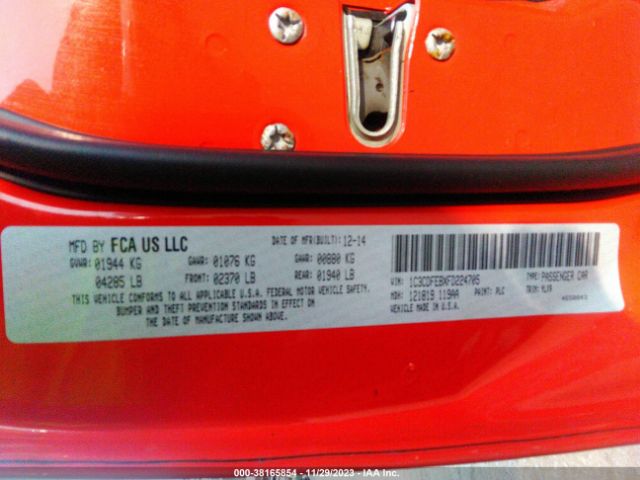 MFD BY FCA US LLC
DATE OF MFR(BUILT): 12-14
GVWR: 01944 KG
04285 LB
GAWR: 01076 KG
FRONT: 02370 LB
GAWR: 00880 KG
REAR: 01940 LB
THIS VEHICLE CONFORMS TO ALL APPLICABLE U.S.A. FEDERAL MOTOR VEHICLE SAFETY,
BUMPER AND THEFT PREVENTION STANDARDS IN EFFECT ON
THE DATE OF MANUFACTURE SHOWN ABOVE.
VIN: 1C3CDFEBXFD224705
TYPE: PASSENGER CAR
MDH: 121819 119AA
PAINT: PLC
TRIM: HLX9
VEHICLE MADE IN U.S.A.
000-38165854 - 11/29/2023 - IAA Inc.